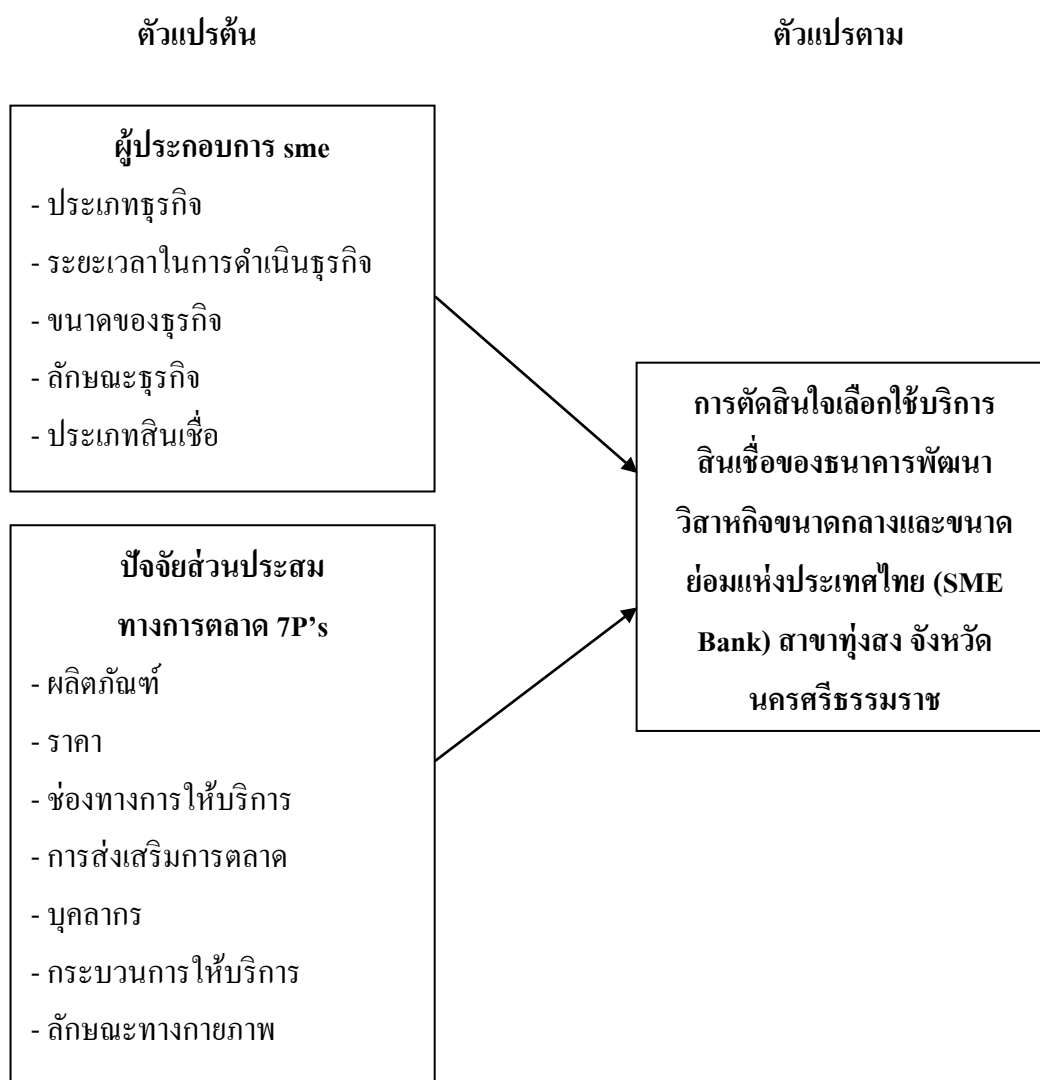 ตัวแปรต้น
ตัวแปรตาม
ผู้ประกอบการ sme
- ประเภทธุรกิจ
- ระยะเวลาในการดำเนินธุรกิจ
- ขนาดของธุรกิจ
- ลักษณะธุรกิจ
- ประเภทสินเชื่อ
ปัจจัยส่วนประสม
ทางการตลาด 7P’s
- ผลิตภัณฑ์
- ราคา
- ช่องทางการให้บริการ
- การส่งเสริมการตลาด
- บุคลากร
- กระบวนการให้บริการ
- ลักษณะทางกายภาพ
การตัดสินใจเลือกใช้บริการ
สินเชื่อของธนาคารพัฒนา
วิสาหกิจขนาดกลางและขนาด
ย่อมแห่งประเทศไทย (SME
Bank) สาขาทุ่งสง จังหวัด
นครศรีธรรมราช